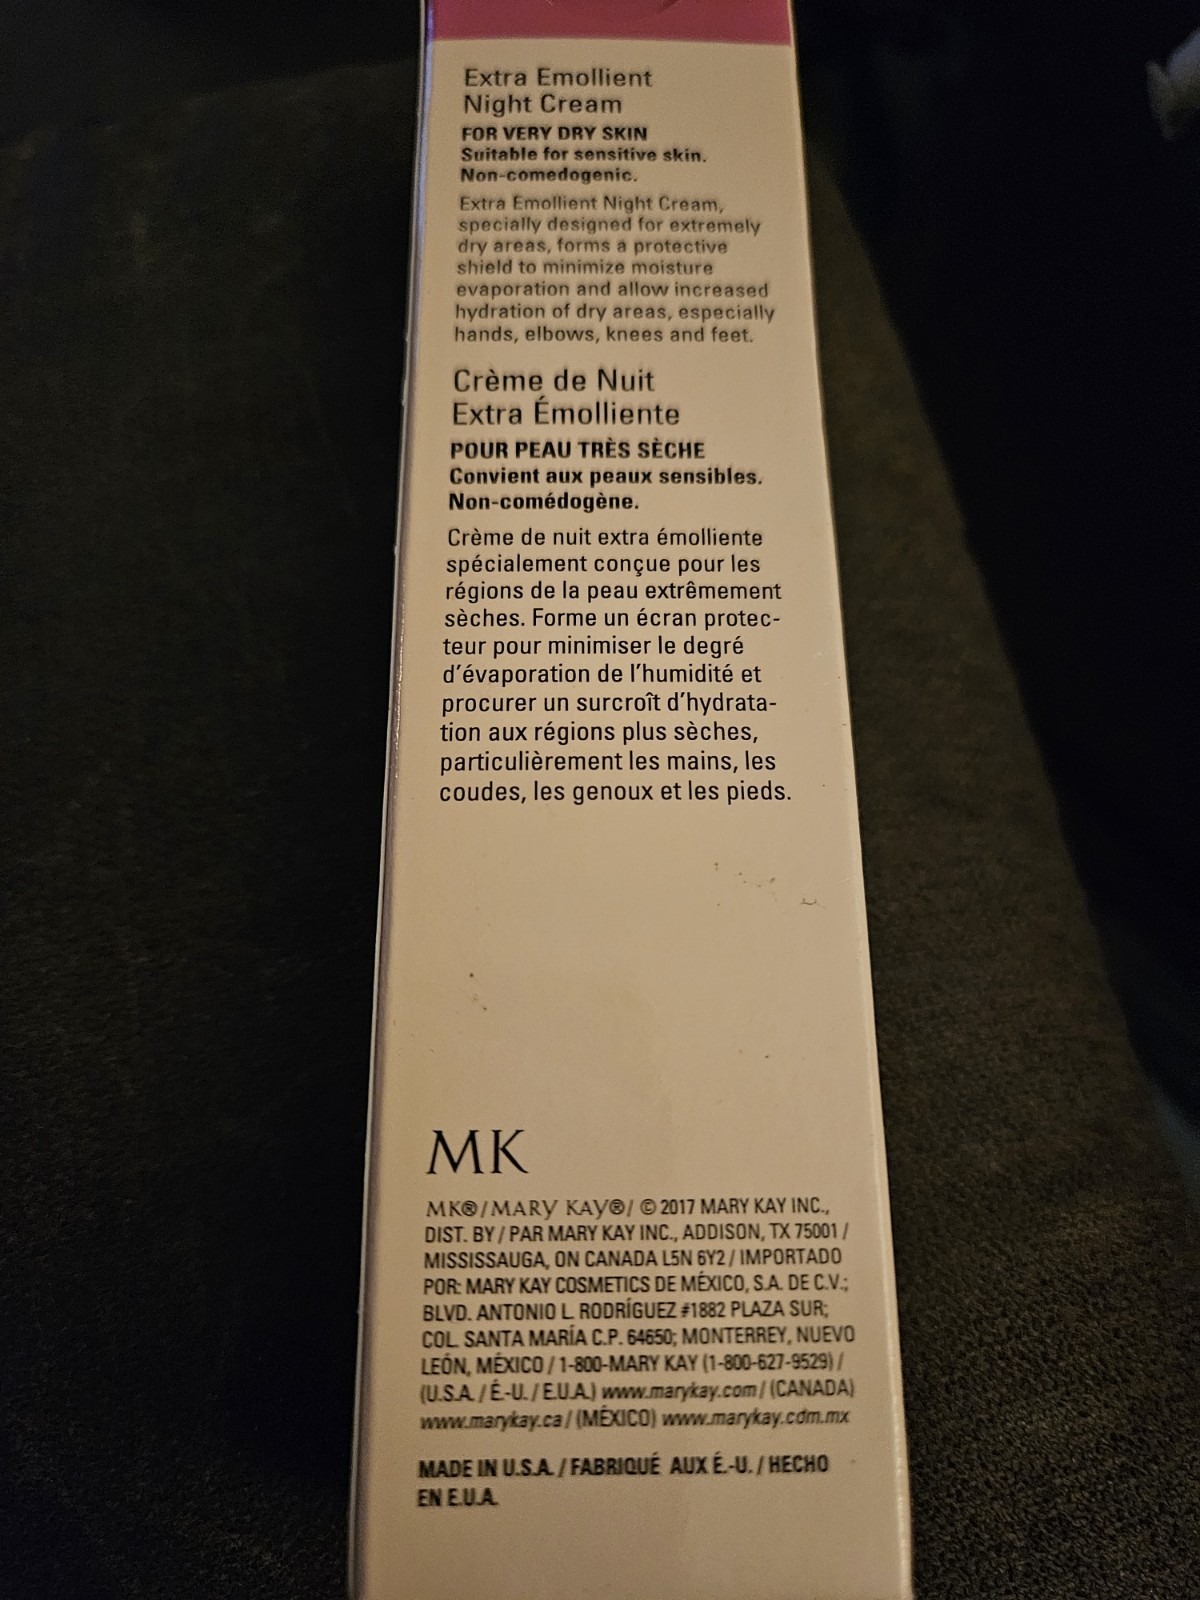 Extra Emollient
Night Cream
FOR VERY DRY SKIN
Suitable for sensitive skin.
Non-comedogenic.
Extra Emollient Night Cream,
specially designed for extremely
dry areas, forms a protective
shield to minimize moisture
evaporation and allow increased
hydration of dry areas, especially
hands, elbows, knees and feet.
Crème de Nuit
Extra Émolliente
POUR PEAU TRÈS SÈCHE
Convient aux peaux sensibles.
Non-comédogène.
Crème de nuit extra émolliente
spécialement conçue pour les
régions de la peau extrêmement
sèches. Forme un écran protec-
teur pour minimiser le degré
d'évaporation de l'humidité et
procurer un surcroît d'hydrata-
tion aux régions plus sèches,
particulièrement les mains, les
coudes, les genoux et les pieds.
MK
MK®/MARY KAY®/ © 2017 MARY KAY INC.,
DIST. BY / PAR MARY KAY INC., ADDISON, TX 75001 /
MISSISSAUGA, ON CANADA L5N 6Y2 / IMPORTADO
POR: MARY KAY COSMETICS DE MÉXICO, S.A. DE C.V.;
BLVD. ANTONIO L. RODRÍGUEZ #1882 PLAZA SUR;
COL. SANTA MARÍA C.P. 64650; MONTERREY, NUEVO
LEÓN, MÉXICO / 1-800-MARY KAY (1-800-627-9529) /
(U.S.A. / É.-U. / E.U.A.) www.marykay.com / (CANADA)
www.marykay.ca / (MÉXICO) www.marykay.com.mx
MADE IN U.S.A. / FABRIQUÉ AUX É.-U. / HECHO
EN E.U.A.